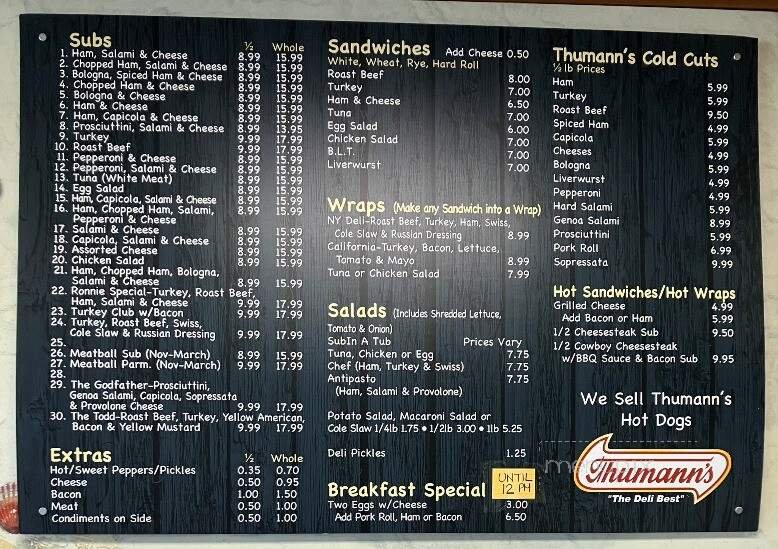 Subs ½ Whole
1. Ham, Salami & Cheese 8.99 15.99
2. Chopped Ham, Salami & Cheese 8.99 15.99
3. Bologna, Spiced Ham & Cheese 8.99 15.99
4. Chopped Ham & Cheese 8.99 15.99
5. Bologna & Cheese 8.99 15.99
6. Ham & Cheese 8.99 15.99
7. Ham, Capicola & Cheese 8.99 15.99
8. Prosciuttini, Salami & Cheese 8.99 13.95
9. Turkey 9.99 17.99
10. Roast Beef 9.99 17.99
11. Pepperoni & Cheese 8.99 15.99
12. Pepperoni, Salami & Cheese 8.99 15.99
13. Tuna (White Meat) 8.99 15.99
14. Egg Salad 8.99 15.99
15. Ham, Capicola, Salami & Cheese 8.99 15.99
16. Ham, Chopped Ham, Salami, 8.99 15.99
Pepperoni & Cheese
17. Salami & Cheese 8.99 15.99
18. Capicola, Salami & Cheese 8.99 15.99
19. Assorted Cheese 8.99 15.99
20. Chicken Salad 8.99 15.99
21. Ham, Chopped Ham, Bologna,
Salami & Cheese 8.99 15.99
22. Ronnie Special-Turkey, Roast Beef,
Ham, Salami & Cheese 9.99 17.99
23. Turkey Club w/Bacon 9.99 17.99
24. Turkey, Roast Beef, Swiss,
Cole Slaw & Russian Dressing 9.99 17.99
25.
26. Meatball Sub (Nov-March) 8.99 15.99
27. Meatball Parm. (Nov-March) 9.99 17.99
28.
29. The Godfather-Prosciuttini,
Genoa Salami, Capicola, Sopressata
& Provolone Cheese 9.99 17.99
30. The Todd-Roast Beef, Turkey, Yellow American,
Bacon & Yellow Mustard 9.99 17.99
Extras ½ Whole
Hot/Sweet Peppers/Pickles 0.35 0.70
Cheese 0.50 0.95
Bacon 1.00 1.50
Meat 0.50 1.00
Condiments on Side 0.50 1.00
Sandwiches Add Cheese 0.50
White, Wheat, Rye, Hard Roll
Roast Beef 8.00
Turkey 7.00
Ham & Cheese 6.50
Tuna 7.00
Egg Salad 6.00
Chicken Salad 7.00
B.L.T. 7.00
Liverwurst 7.00
Wraps (Make any Sandwich into a Wrap)
NY Deli-Roast Beef, Turkey, Ham, Swiss,
Cole Slaw & Russian Dressing 8.99
California-Turkey, Bacon, Lettuce,
Tomato & Mayo 8.99
Tuna or Chicken Salad 7.99
Salads (Includes Shredded Lettuce,
Tomato & Onion)
SubIn A Tub Prices Vary
Tuna, Chicken or Egg 7.75
Chef (Ham, Turkey & Swiss) 7.75
Antipasto 7.75
(Ham, Salami & Provolone)
Potato Salad, Macaroni Salad or
Cole Slaw 1/4lb 1.75 • 1/2lb 3.00 • 1lb 5.25
Deli Pickles 1.25
Breakfast Special UNTIL
12 PM
Two Eggs w/Cheese 3.00
Add Pork Roll, Ham or Bacon 6.50
Thumann's Cold Cuts
½ lb Prices
Ham 5.99
Turkey 5.99
Roast Beef 9.50
Spiced Ham 4.99
Capicola 5.99
Cheeses 4.99
Bologna 4.99
Liverwurst 4.99
Pepperoni 4.99
Hard Salami 5.99
Genoa Salami 8.99
Prosciuttini 5.99
Pork Roll 6.99
Sopressata 9.99
Hot Sandwiches/Hot Wraps
Grilled Cheese 4.99
Add Bacon or Ham 5.99
1/2 Cheesesteak Sub 9.50
1/2 Cowboy Cheesesteak
w/BBQ Sauce & Bacon Sub 9.95
We Sell Thumann's
Hot Dogs
Thumann's
"The Deli Best"